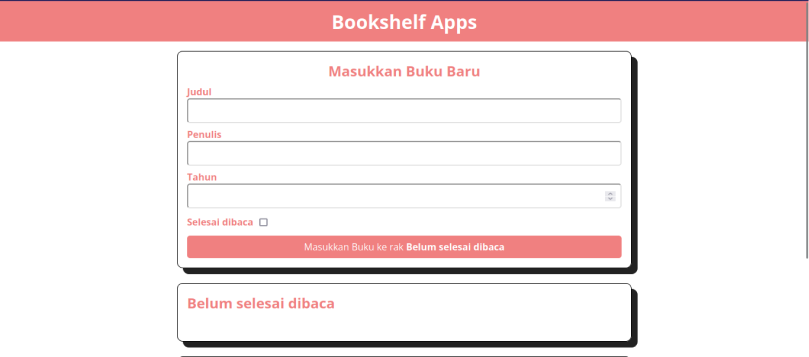 Bookshelf Apps
Masukkan Buku Baru
Judul
Penulis
Tahun
Selesai dibaca
Masukkan Buku ke rak Belum selesai dibaca
Belum selesai dibaca